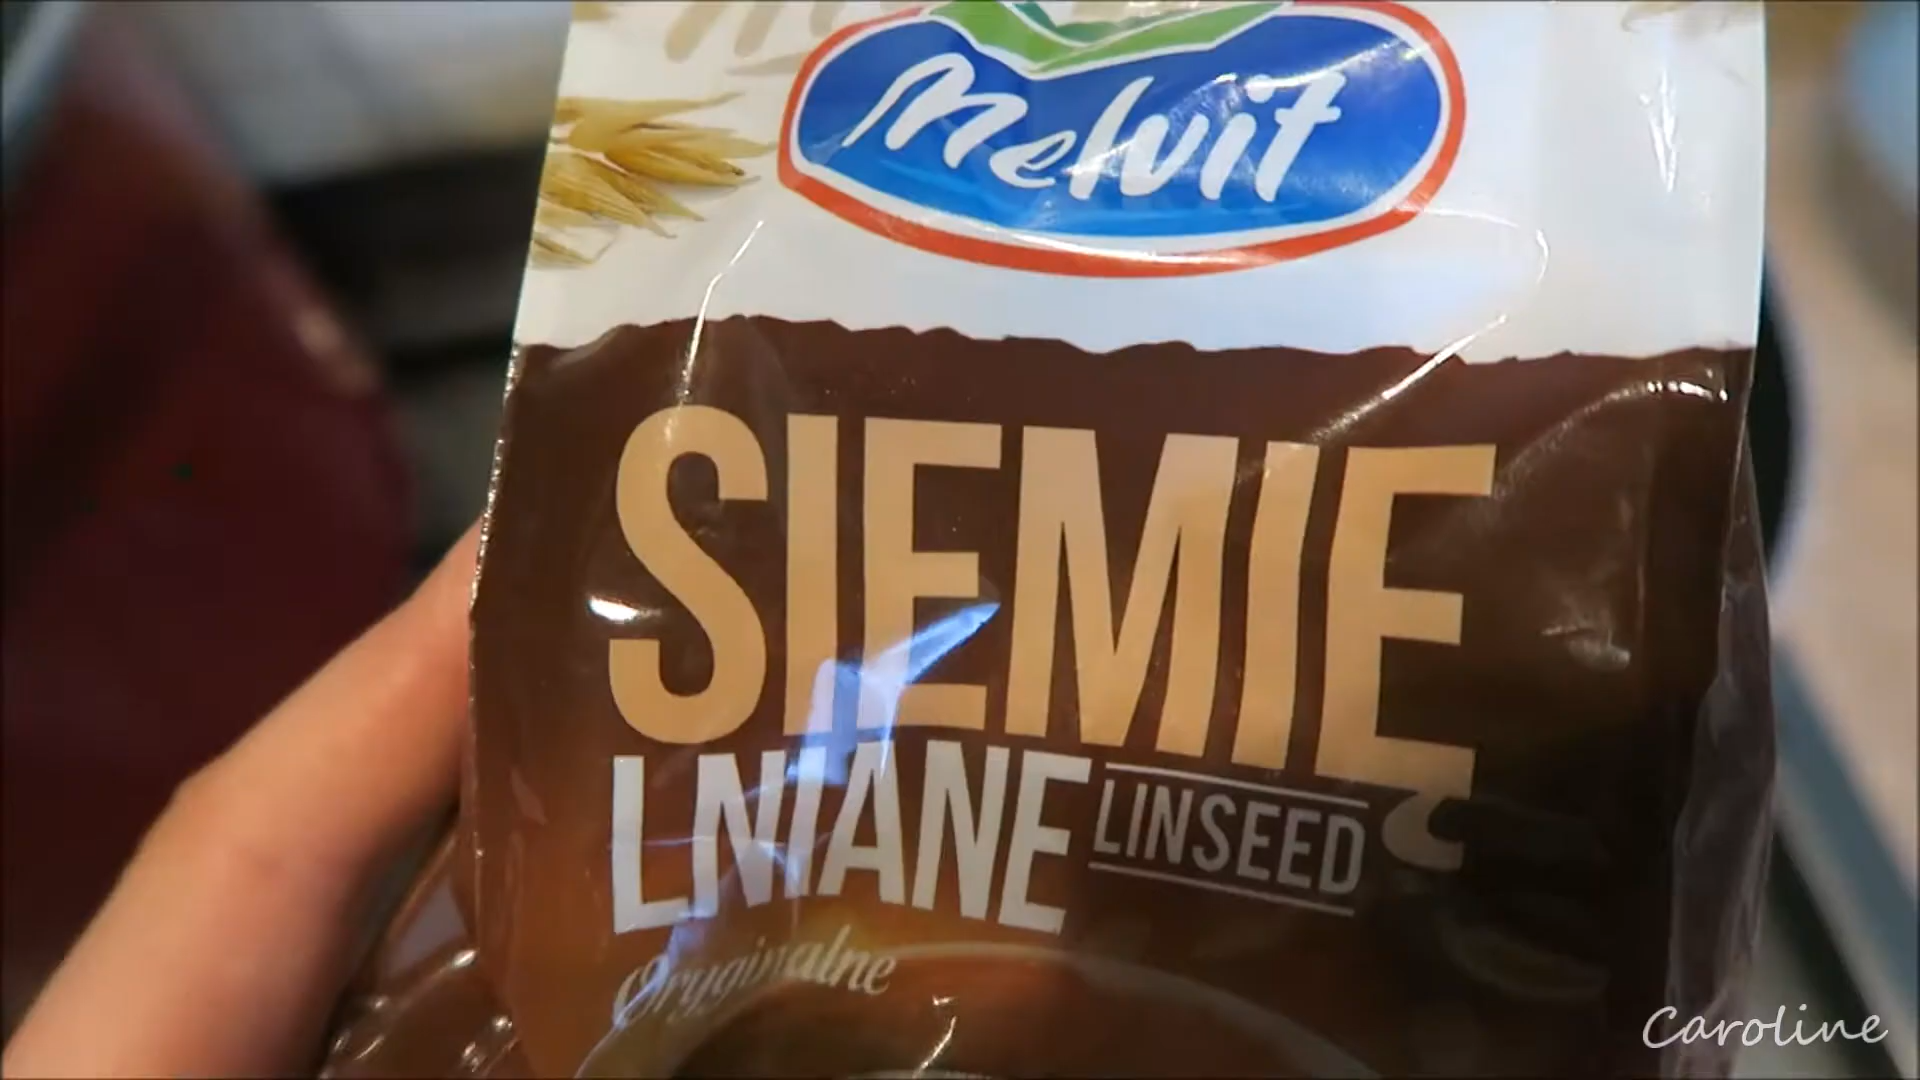 Melvit
SIEMIĘ
LNIANE LINSEED
Oryginalne
Caroline